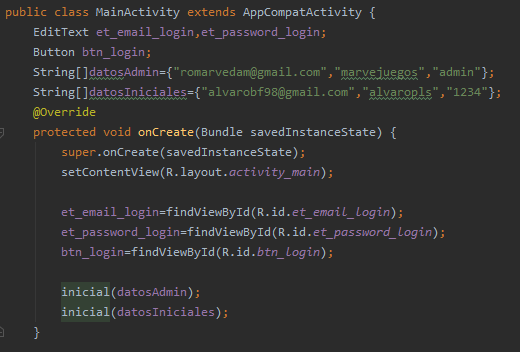 public class MainActivity extends AppCompatActivity {
EditText et_email_login,et_password_login;
Button btn_login;
String[]datosAdmin={"romarvedam@gmail.com","marvejuegos","admin"};
String[]datosIniciales={"alvarobf98@gmail.com","alvaropls","1234"};
@Override
protected void onCreate(Bundle savedInstanceState) {
super.onCreate(savedInstanceState);
setContentView(R.layout.activity_main);
et_email_login=findViewById(R.id.et_email_login);
et_password_login=findViewById(R.id.et_password_login);
btn_login=findViewById(R.id.btn_login);
inicial(datosAdmin);
inicial(datosIniciales);
}